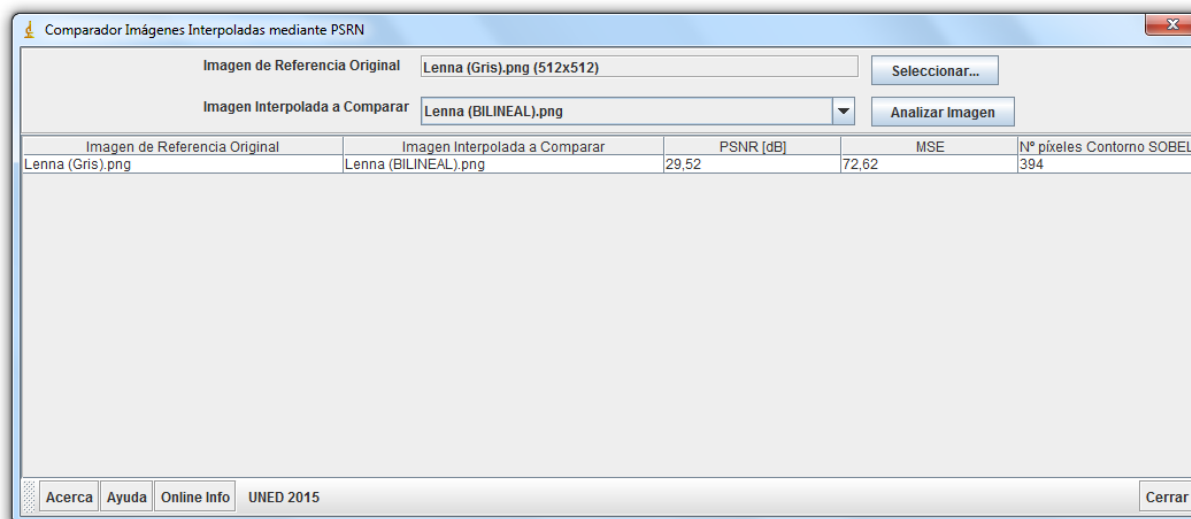 Comparador Imágenes Interpoladas mediante PSRN
Imagen de Referencia Original Lenna (Gris).png (512x512) Seleccionar...
Imagen Interpolada a Comparar Lenna (BILINEAL).png Analizar Imagen
Imagen de Referencia Original Imagen Interpolada a Comparar PSNR [dB] MSE Nº píxeles Contorno SOBEL
Lenna (Gris).png Lenna (BILINEAL).png 29,52 72,62 394
Acerca Ayuda Online Info UNED 2015 Cerrar